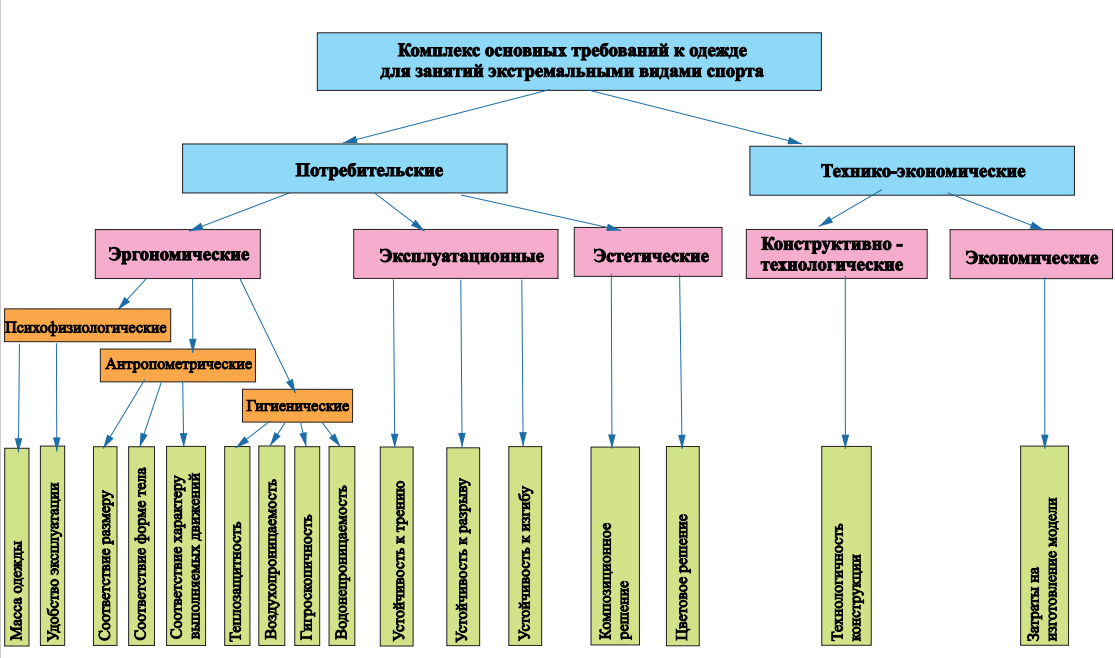 Комплекс основных требований к одежде
для занятий экстремальными видами спорта
Потребительские
Технико-экономические
Эргономические
Эксплуатационные
Эстетические
Конструктивно -
технологические
Экономические
Психофизиологические
Антропометрические
Гигиенические
Масса одежды
Удобство эксплуатации
Соответствие размеру
Соответствие форме тела
Соответствие характеру
выполняемых движений
Теплозащитность
Воздухопроницаемость
Гигроскопичность
Водонепроницаемость
Устойчивость к трению
Устойчивость к разрыву
Устойчивость к изгибу
Композиционное
решение
Цветовое решение
Технологичность
конструкции
Затраты на
изготовление модели